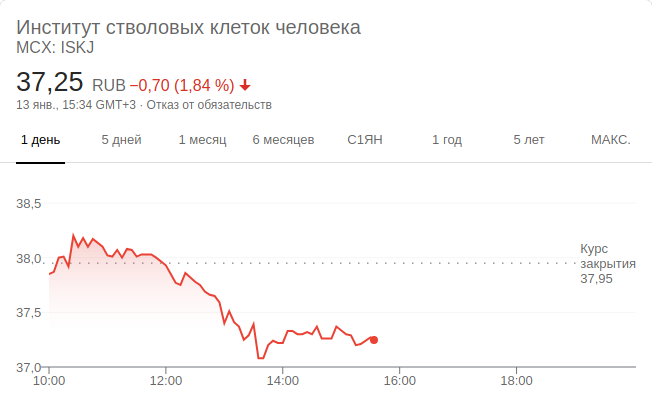 Институт стволовых клеток человека
MCX: ISKJ
37,25 RUB −0,70 (1,84 %)
13 янв., 15:34 GMT+3 · Отказ от обязательств
1 день 5 дней 1 месяц 6 месяцев С1ЯН 1 год 5 лет МАКС.
38,5
38,0
37,5
37,0
Курс
закрытия
37,95
10:00 12:00 14:00 16:00 18:00